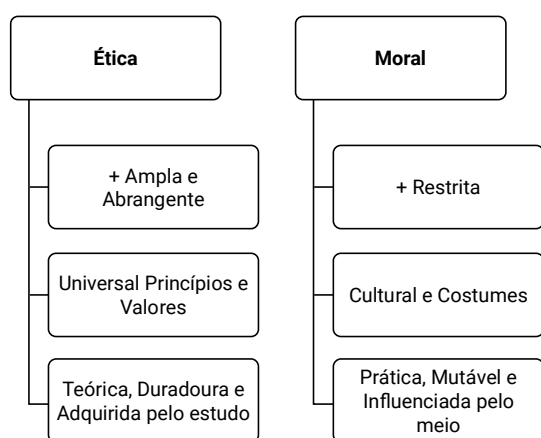 Ética
+ Ampla e
Abrangente
Universal Princípios e
Valores
Teórica, Duradoura e
Adquirida pelo estudo
Moral
+ Restrita
Cultural e Costumes
Prática, Mutável e
Influenciada pelo
meio